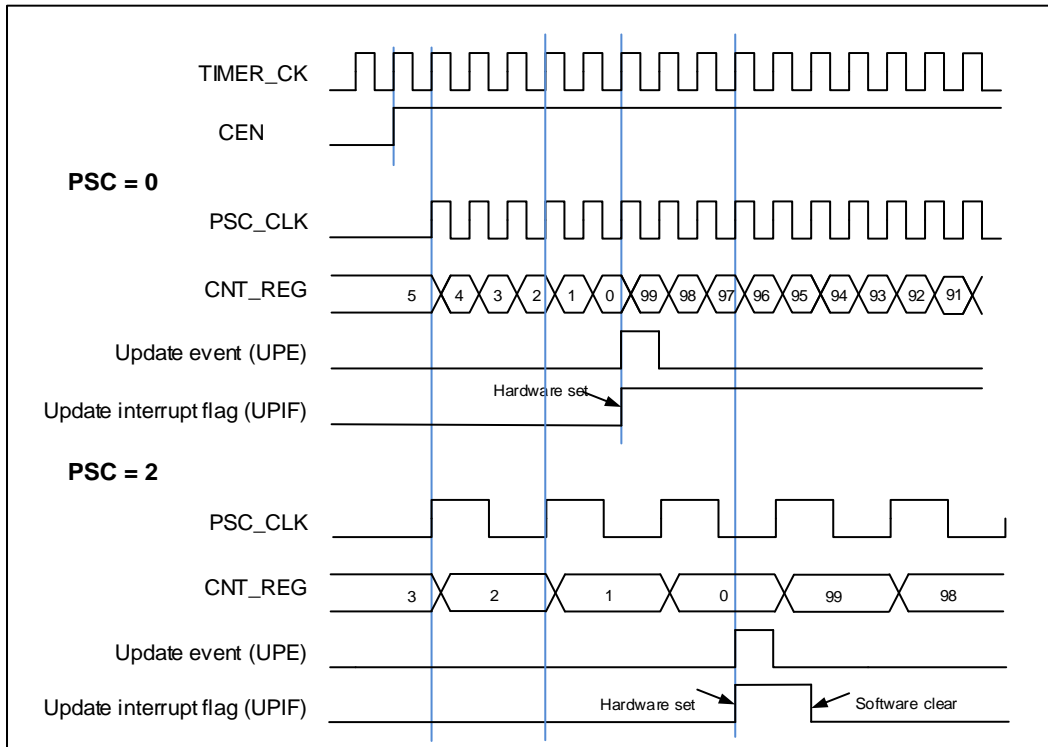 TIMER_CK
CEN
PSC = 0
PSC_CLK
CNT_REG
5 4 3 2 1 0 99 98 97 96 95 94 93 92 91
Update event (UPE)
Hardware set
Update interrupt flag (UPIF)
PSC = 2
PSC_CLK
CNT_REG
3 2 1 0 99 98
Update event (UPE)
Update interrupt flag (UPIF)
Hardware set
Software clear